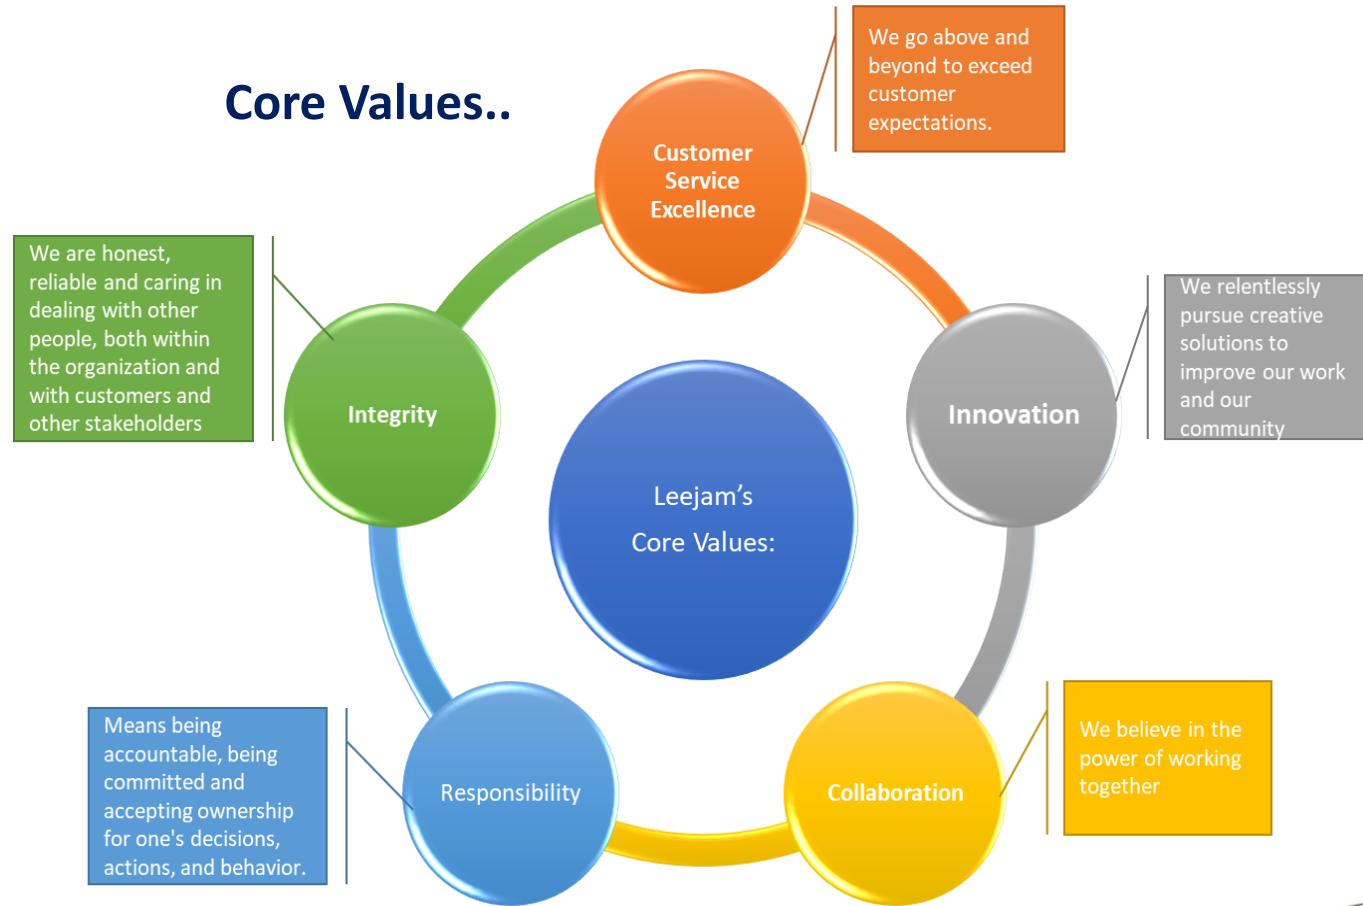 Core Values..
Customer
Service
Excellence
We go above and
beyond to exceed
customer
expectations.
Innovation
We relentlessly
pursue creative
solutions to
improve our work
and our
community
Collaboration
We believe in the
power of working
together
Responsibility
Means being
accountable, being
committed and
accepting ownership
for one's decisions,
actions, and behavior.
Integrity
We are honest,
reliable and caring in
dealing with other
people, both within
the organization and
with customers and
other stakeholders
Leejam’s
Core Values: